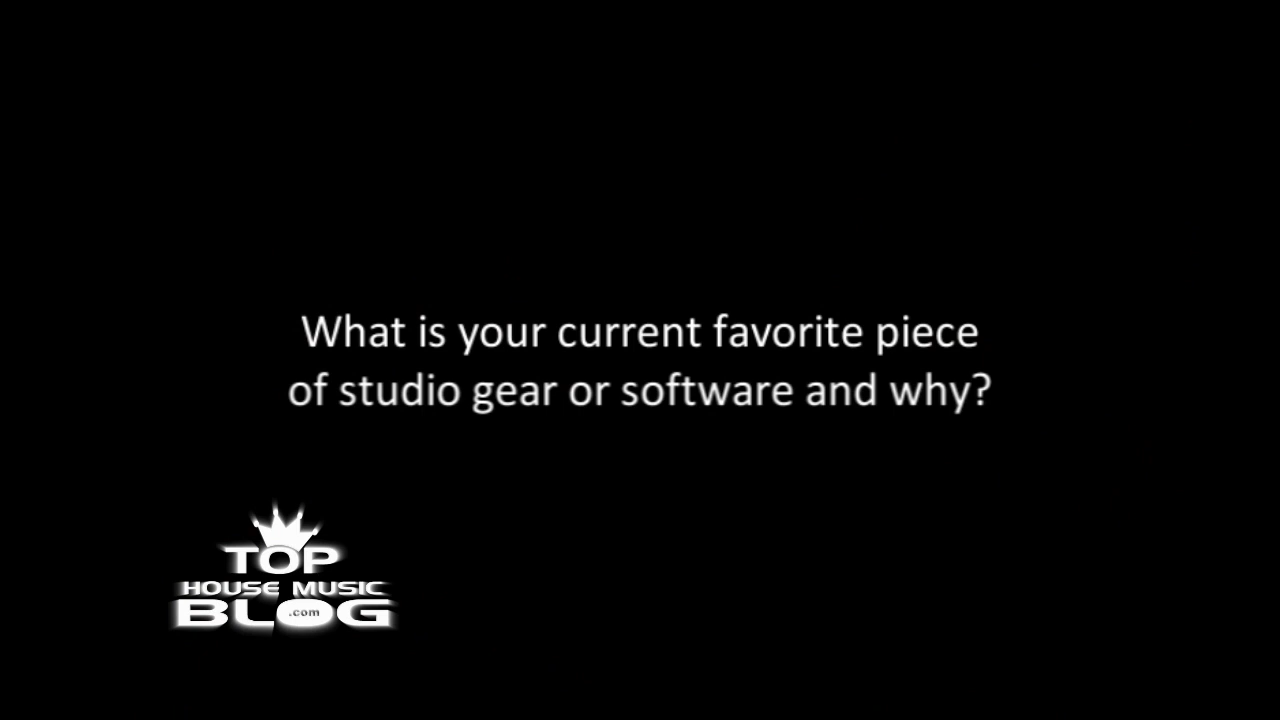 What is your current favorite piece
of studio gear or software and why?
TOP
HOUSE MUSIC
BLOG
.com